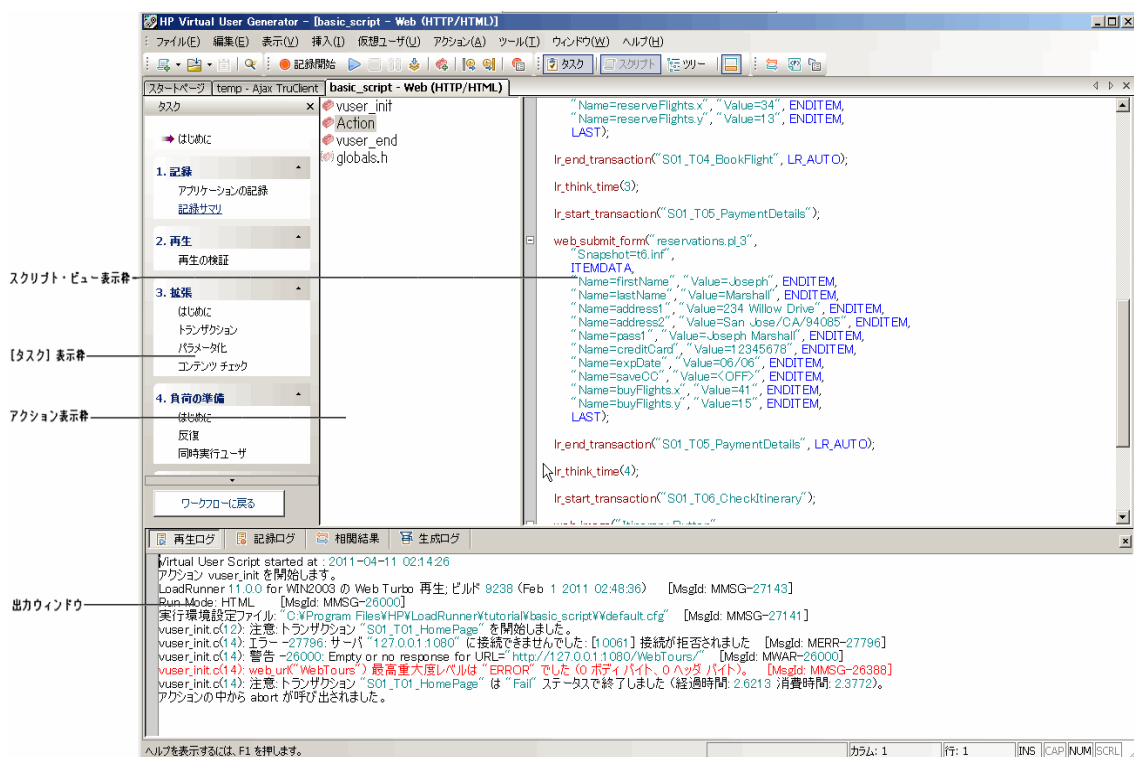 HP Virtual User Generator - [basic_script - Web (HTTP/HTML)]
ファイル(F) 編集(E) 表示(V) 挿入(I) 仮想ユーザ(U) アクション(A) ツール(T) ウィンドウ(W) ヘルプ(H)
記録開始 タスク スクリプト ツリー
スタートページ temp - Ajax TruClient basic_script - Web (HTTP/HTML)
タスク
はじめに
1. 記録
アプリケーションの記録
記録サマリ
2. 再生
再生の検証
3. 拡張
はじめに
トランザクション
パラメータ化
コンテンツ チェック
4. 負荷の準備
はじめに
反復
同時実行ユーザ
ワークフローに戻る
vuser_init
Action
vuser_end
globals.h
"Name=reserveFlights.x", "Value=34", ENDITEM,
"Name=reserveFlights.y", "Value=13", ENDITEM,
LAST);
lr_end_transaction("S01_T04_BookFlight", LR_AUTO);
lr_think_time(3);
lr_start_transaction("S01_T05_PaymentDetails");
web_submit_form("reservations.pl_3",
"Snapshot=t6.inf",
ITEMDATA,
"Name=firstName", "Value=Joseph", ENDITEM,
"Name=lastName", "Value=Marshall", ENDITEM,
"Name=address1", "Value=234 Willow Drive", ENDITEM,
"Name=address2", "Value=San Jose/CA/94085", ENDITEM,
"Name=pass1", "Value=Joseph Marshall", ENDITEM,
"Name=creditCard", "Value=12345678", ENDITEM,
"Name=expDate", "Value=06/06", ENDITEM,
"Name=saveCC", "Value=<OFF>", ENDITEM,
"Name=buyFlights.x", "Value=41", ENDITEM,
"Name=buyFlights.y", "Value=15", ENDITEM,
LAST);
lr_end_transaction("S01_T05_PaymentDetails", LR_AUTO);
lr_think_time(4);
lr_start_transaction("S01_T06_CheckItinerary");
スクリプト・ビュー表示枠
[タスク] 表示枠
アクション表示枠
出力ウィンドウ
再生ログ 記録ログ 相関結果 生成ログ
Virtual User Script started at : 2011-04-11 02:14:26
アクション vuser_init を開始します。
LoadRunner 11.0.0 for WIN2003 の Web Turbo 再生; ビルド 9238 (Feb 1 2011 02:48:36) [MsgId: MMSG-27143]
Run Mode: HTML [MsgId: MMSG-26000]
実行環境設定ファイル: "C:¥Program Files¥HP¥LoadRunner¥tutorial¥basic_script¥¥default.cfg" [MsgId: MMSG-27141]
vuser_init.c(12): 注意: トランザクション "S01_T01_HomePage" を開始しました。
vuser_init.c(14): エラー -27796: サーバ "127.0.0.1:1080" に接続できませんでした: [10061] 接続が拒否されました [MsgId: MERR-27796]
vuser_init.c(14): 警告 -26000: Empty or no response for URL="http://127.0.0.1:1080/WebTours/" [MsgId: MWAR-26000]
vuser_init.c(14): web_url("WebTours") 最高重大度レベルは "ERROR" でした (0 ボディ バイト、0 ヘッダ バイト)。 [MsgId: MMSG-26388]
vuser_init.c(14): 注意: トランザクション "S01_T01_HomePage" は "Fail" ステータスで終了しました (経過時間: 2.6213 消費時間: 2.3772)。
アクションの中から abort が呼び出されました。
ヘルプを表示するには、F1 を押します。 カラム: 1 行: 1 INS CAP NUM SCRL